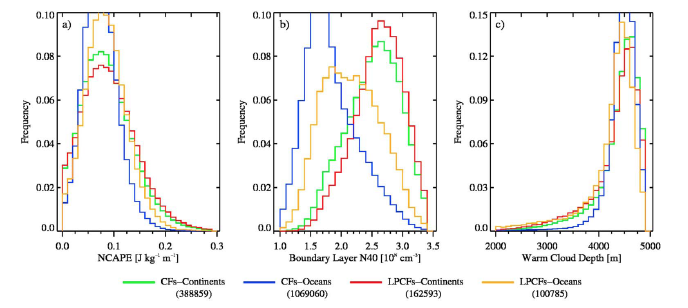 a)
0.10
0.08
0.06
0.04
0.02
0.0
Frequency
0.0 0.1 0.2 0.3
NCAPE [J kg⁻¹ m⁻¹]
b)
0.10
0.08
0.06
0.04
0.02
0.0
Frequency
1.0 1.5 2.0 2.5 3.0 3.5
Boundary Layer N40 [10⁸ cm⁻³]
c)
0.15
0.12
0.09
0.06
0.03
0.0
Frequency
2000 3000 4000 5000
Warm Cloud Depth [m]
CFs–Continents CFs–Oceans LPCFs–Continents LPCFs–Oceans
(388859) (1069060) (162593) (100785)